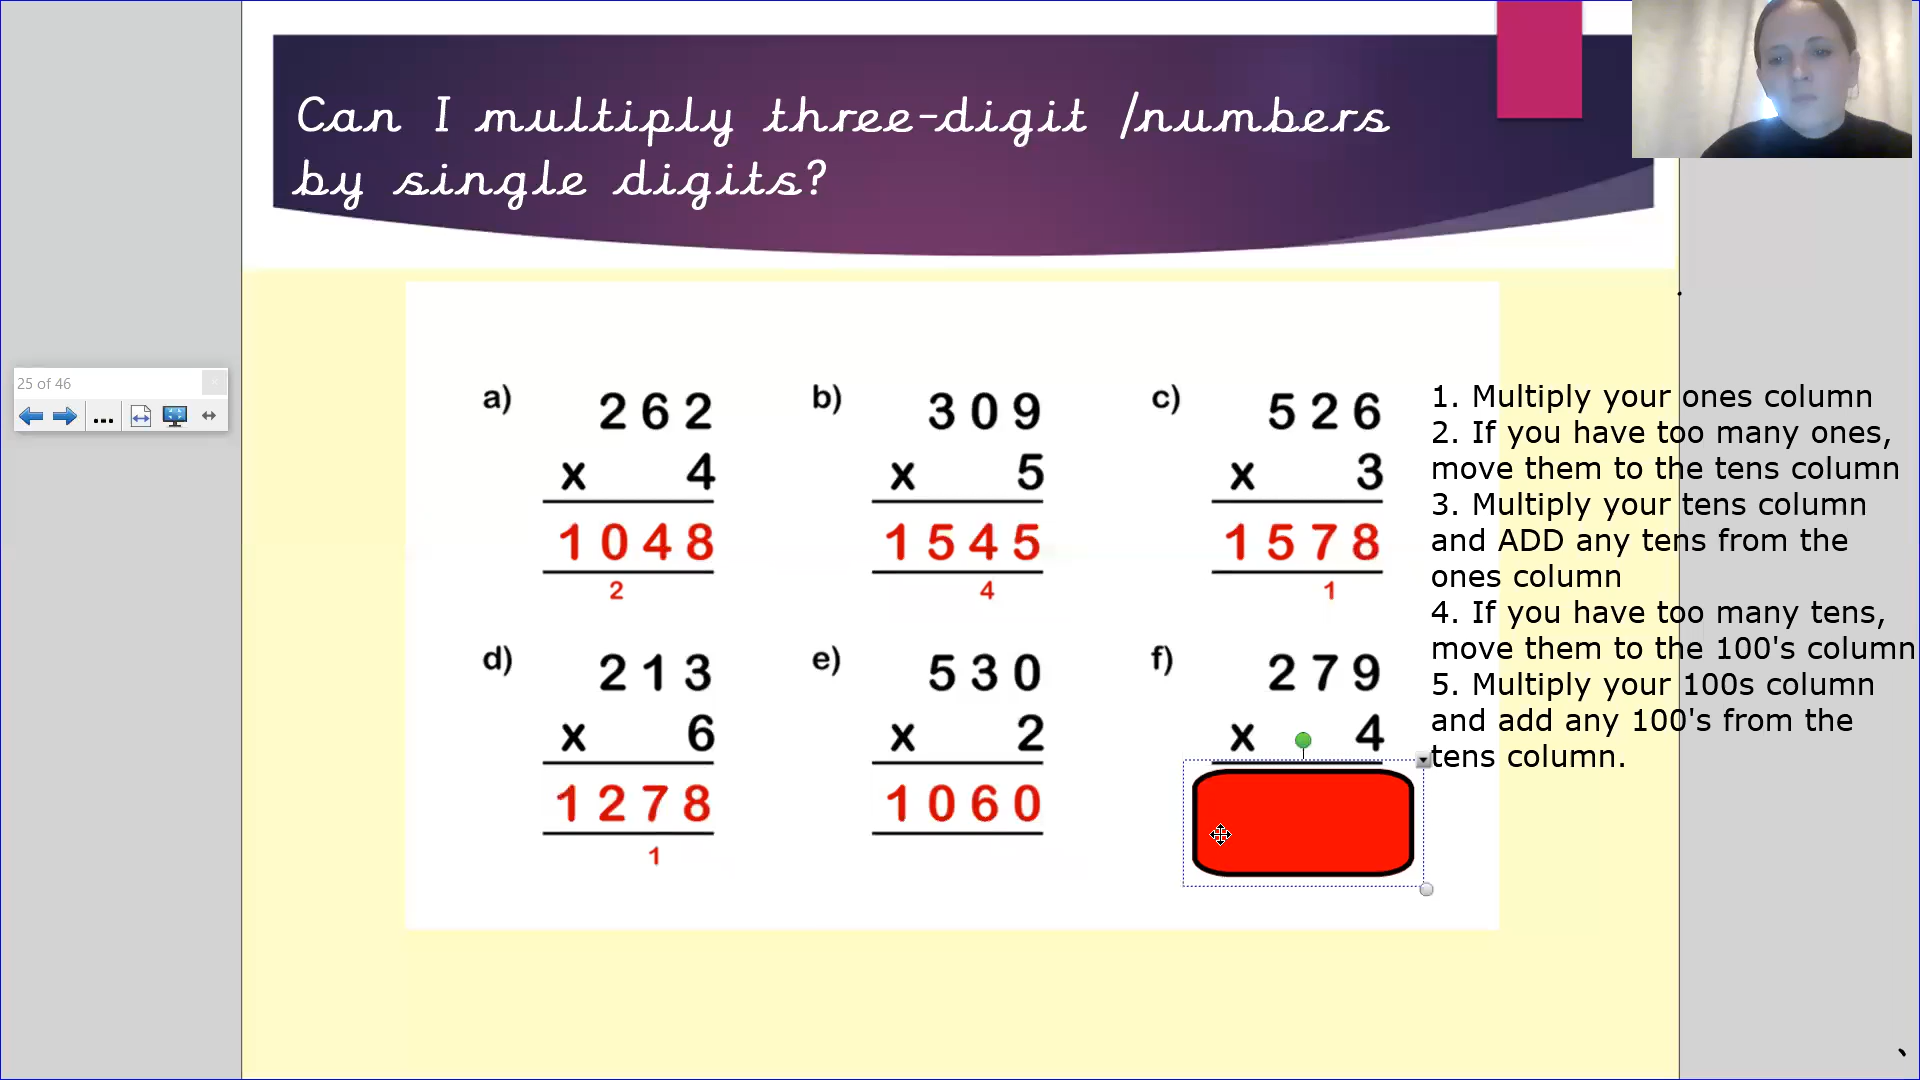 Can I multiply three-digit /numbers
by single digits?
25 of 46
a) 262
x 4
1048
2
b) 309
x 5
1545
4
c) 526
x 3
1578
1
d) 213
x 6
1278
1
e) 530
x 2
1060
f) 279
x 4
1. Multiply your ones column
2. If you have too many ones,
move them to the tens column
3. Multiply your tens column
and ADD any tens from the
ones column
4. If you have too many tens,
move them to the 100's column
5. Multiply your 100s column
and add any 100's from the
tens column.